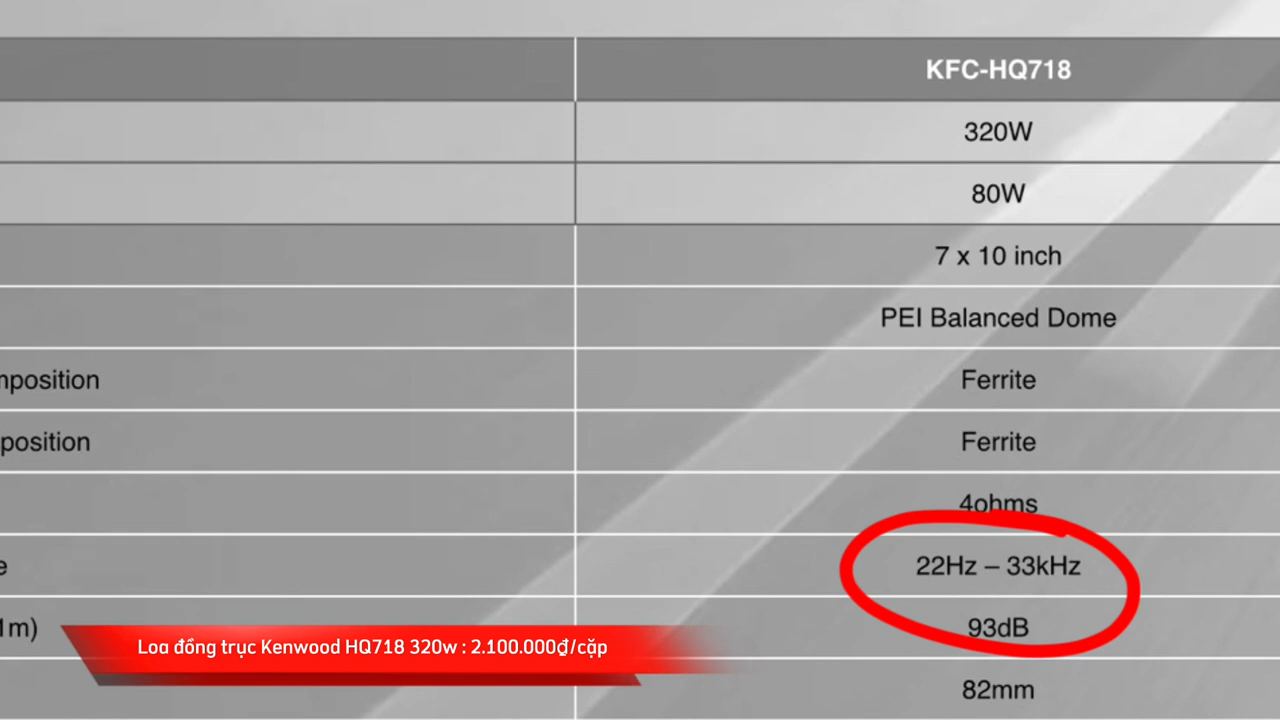 KFC-HQ718
320W
80W
7 x 10 inch
PEI Balanced Dome
mposition Ferrite
position Ferrite
4ohms
e 22Hz – 33kHz
1m) 93dB
Loa đồng trục Kenwood HQ718 320w : 2.100.000₫/cặp
82mm